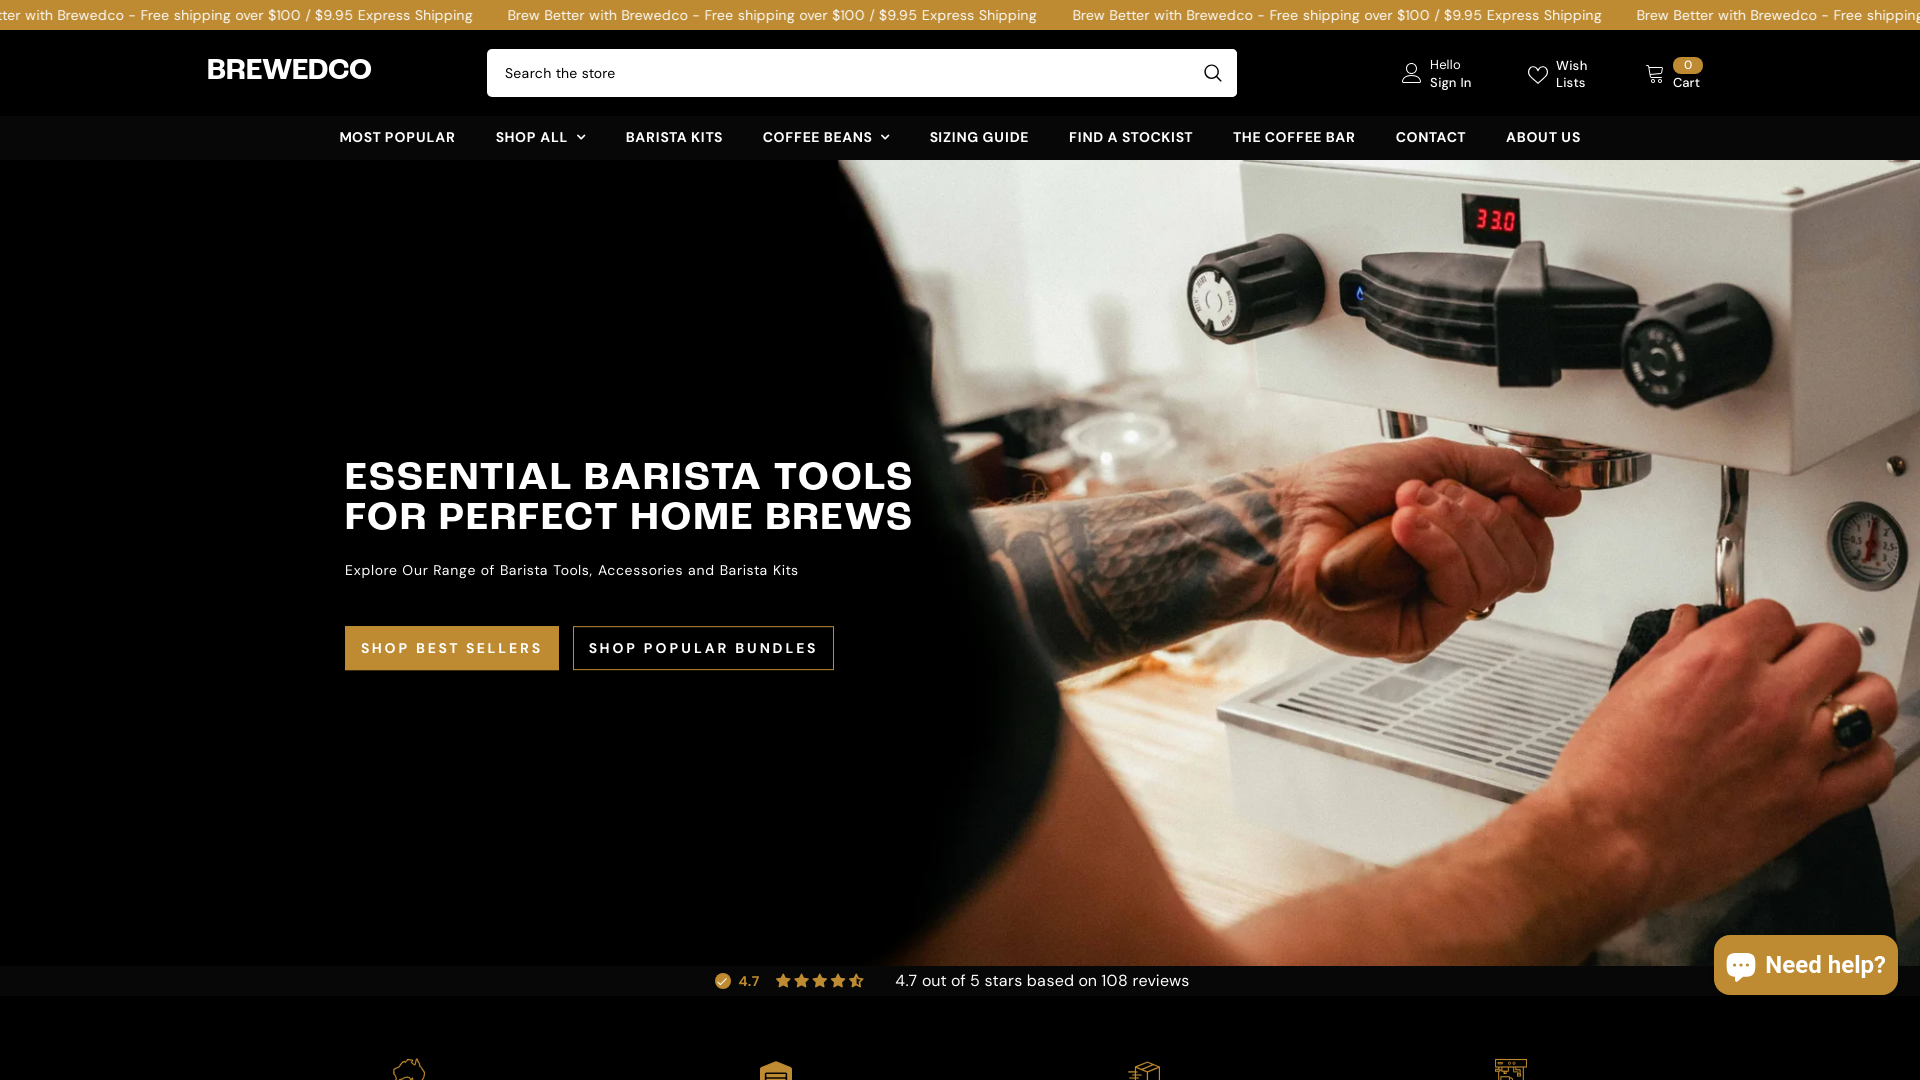 tter with Brewedco - Free shipping over $100 / $9.95 Express Shipping Brew Better with Brewedco - Free shipping over $100 / $9.95 Express Shipping Brew Better with Brewedco - Free shipping over $100 / $9.95 Express Shipping Brew Better with Brewedco - Free shipping
BREWEDCO
Search the store
Hello
Sign In
Wish
Lists
0
Cart
MOST POPULAR SHOP ALL BARISTA KITS COFFEE BEANS SIZING GUIDE FIND A STOCKIST THE COFFEE BAR CONTACT ABOUT US
33.0
ESSENTIAL BARISTA TOOLS
FOR PERFECT HOME BREWS
Explore Our Range of Barista Tools, Accessories and Barista Kits
SHOP BEST SELLERS SHOP POPULAR BUNDLES
Need help?
4.7 4.7 out of 5 stars based on 108 reviews